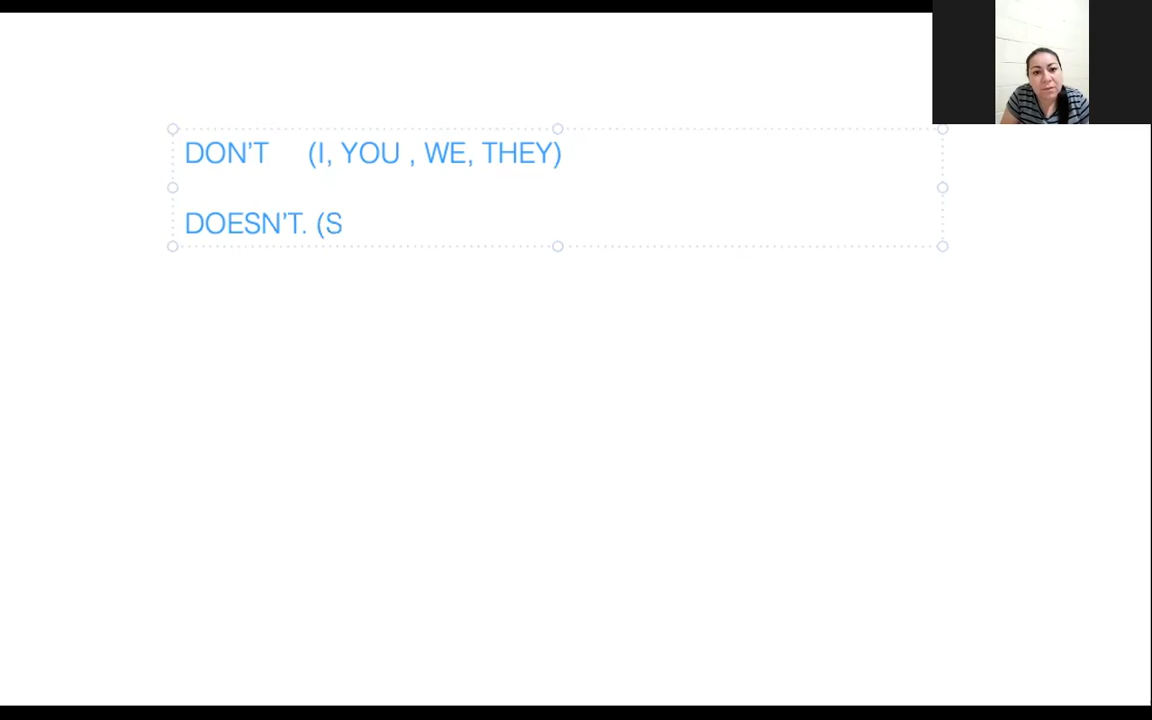 DON'T (I, YOU , WE, THEY)
DOESN'T. (S